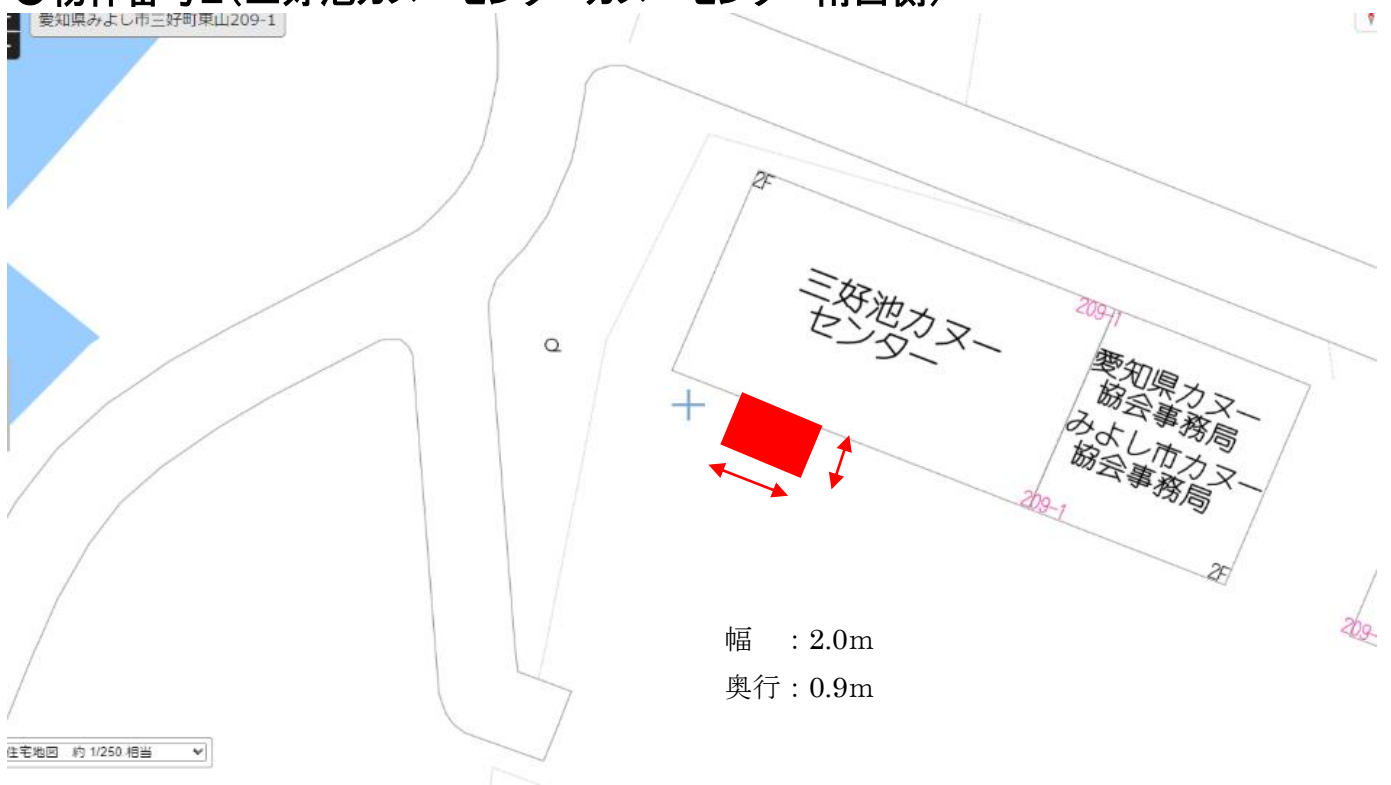 愛知県みよし市三好町東山209-1
2F
三好池カヌー
センター
209-1
愛知県カヌー
協会事務局
みよし市カヌー
協会事務局
209-1
2F
209-
幅　：2.0m
奥行：0.9m
住宅地図　約 1/250 相当